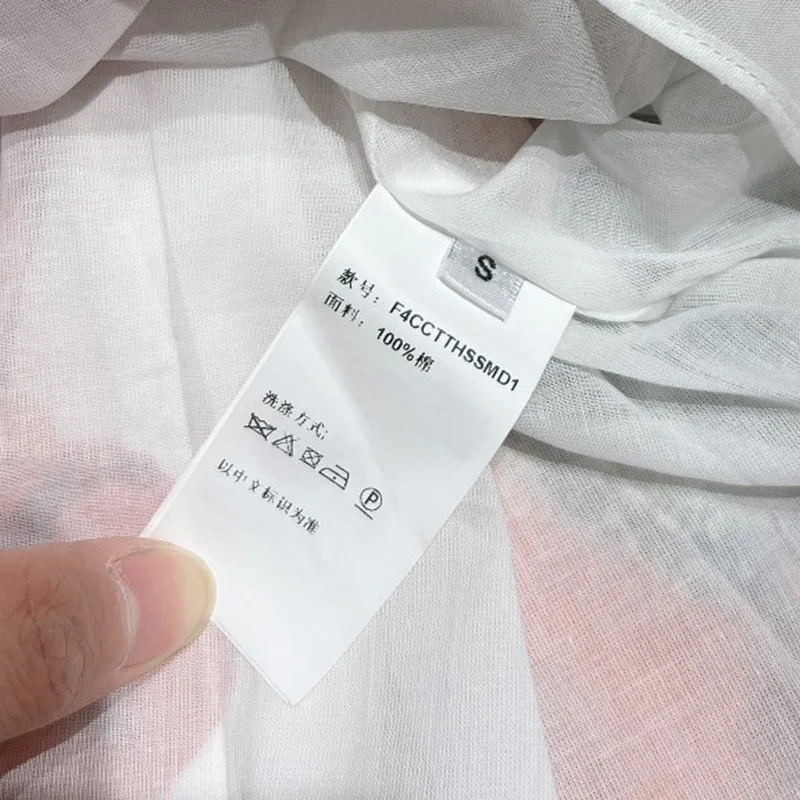 S
款号：F4CCTTHSSMD1
面料：100%棉
洗涤方式：
P
以中文标识为准